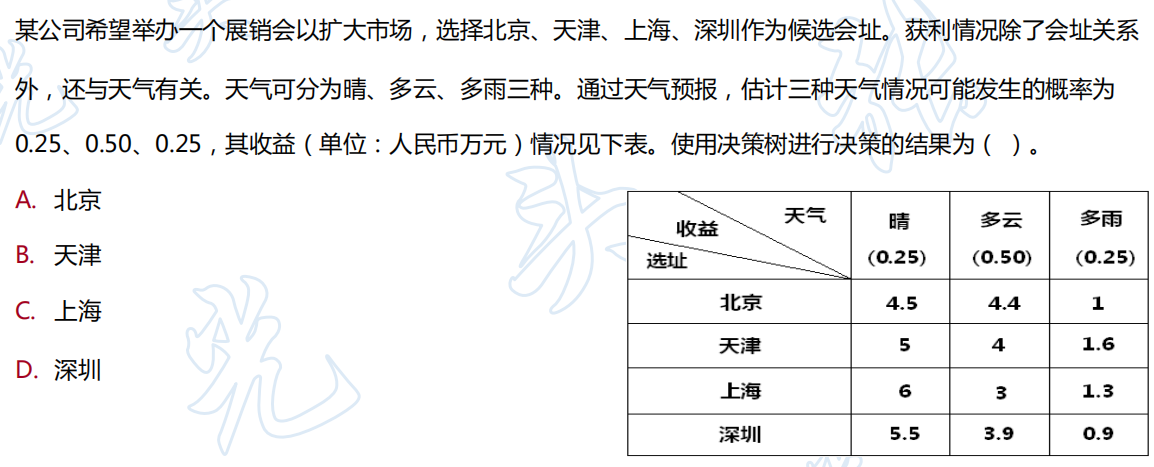 某公司希望举办一个展销会以扩大市场，选择北京、天津、上海、深圳作为候选会址。获利情况除了会址关系
外，还与天气有关。天气可分为晴、多云、多雨三种。通过天气预报，估计三种天气情况可能发生的概率为
0.25、0.50、0.25，其收益（单位：人民币万元）情况见下表。使用决策树进行决策的结果为（ ）。
A. 北京
B. 天津
C. 上海
D. 深圳
天气 收益 选址 晴 多云 多雨
(0.25) (0.50) (0.25)
北京 4.5 4.4 1
天津 5 4 1.6
上海 6 3 1.3
深圳 5.5 3.9 0.9